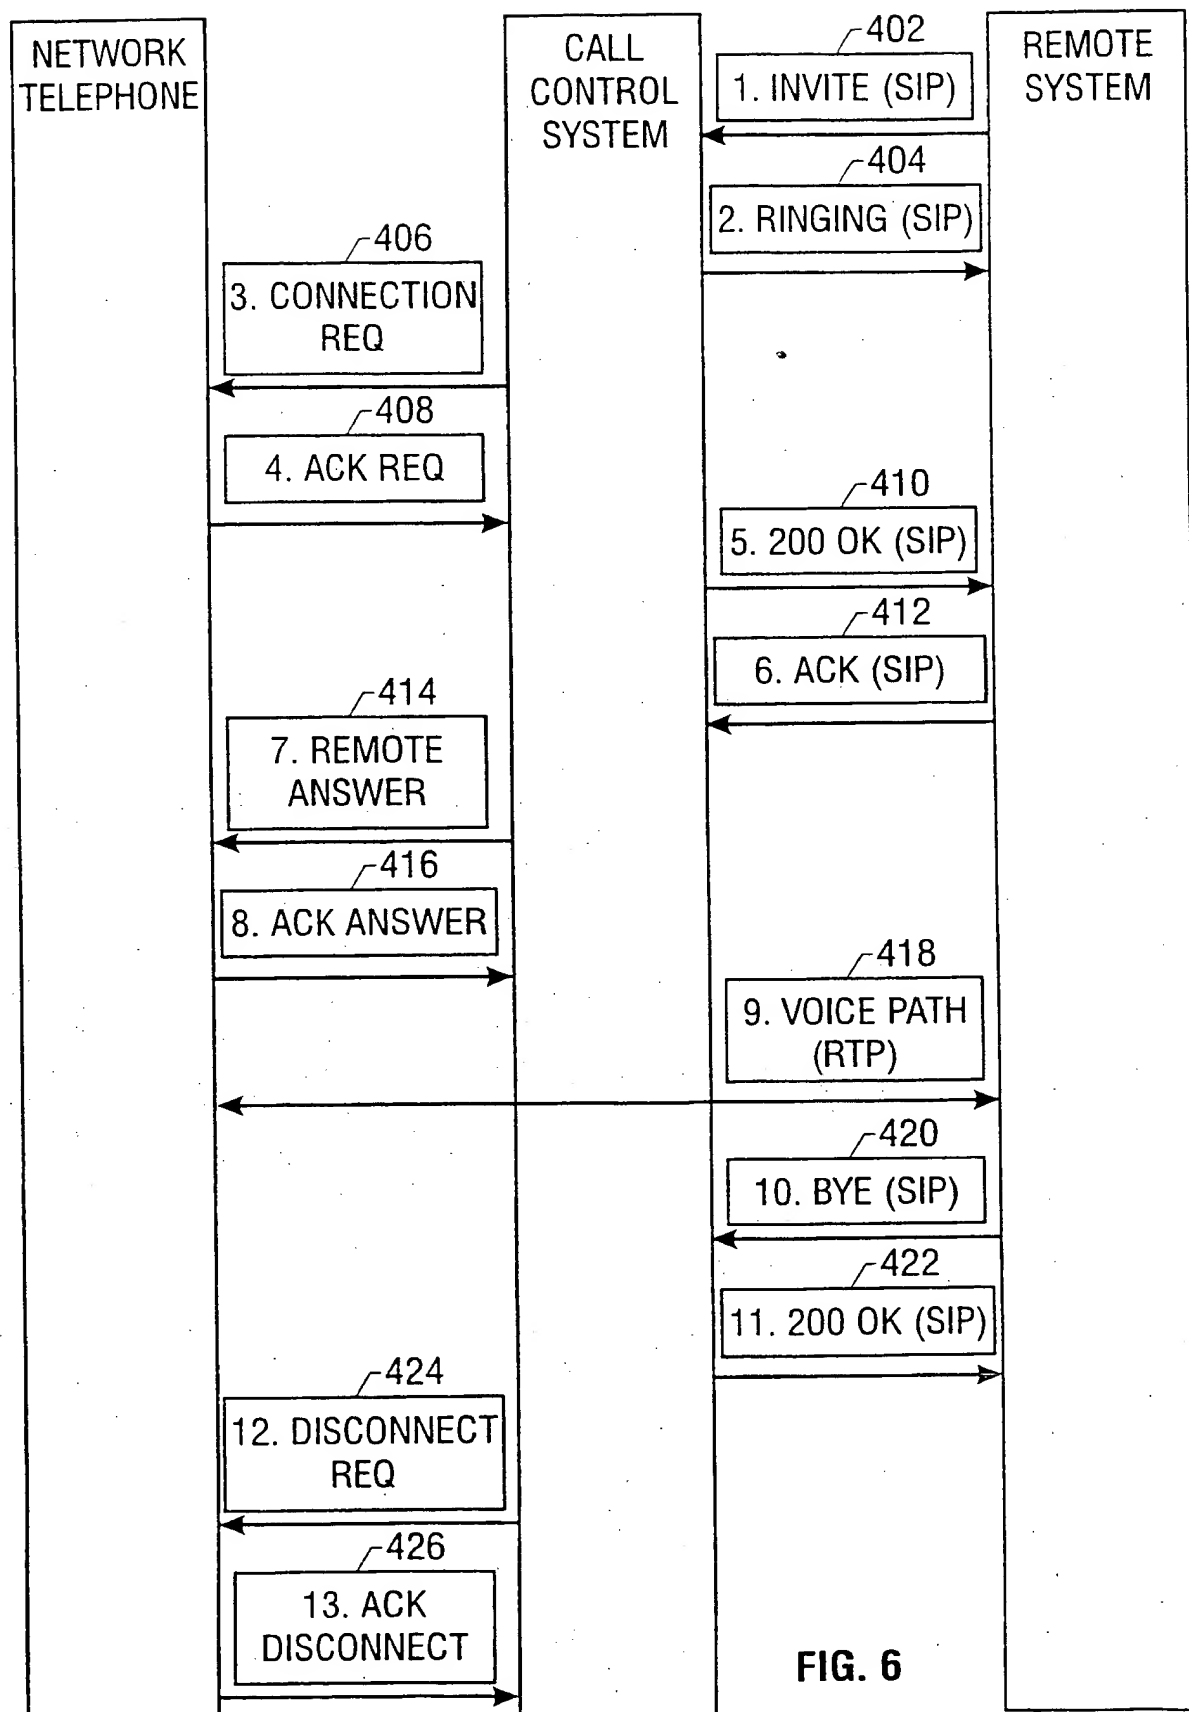 NETWORK
TELEPHONE
CALL
CONTROL
SYSTEM
REMOTE
SYSTEM
402
1. INVITE (SIP)
404
2. RINGING (SIP)
406
3. CONNECTION
REQ
408
4. ACK REQ
410
5. 200 OK (SIP)
412
6. ACK (SIP)
414
7. REMOTE
ANSWER
416
8. ACK ANSWER
418
9. VOICE PATH
(RTP)
420
10. BYE (SIP)
422
11. 200 OK (SIP)
424
12. DISCONNECT
REQ
426
13. ACK
DISCONNECT
FIG. 6